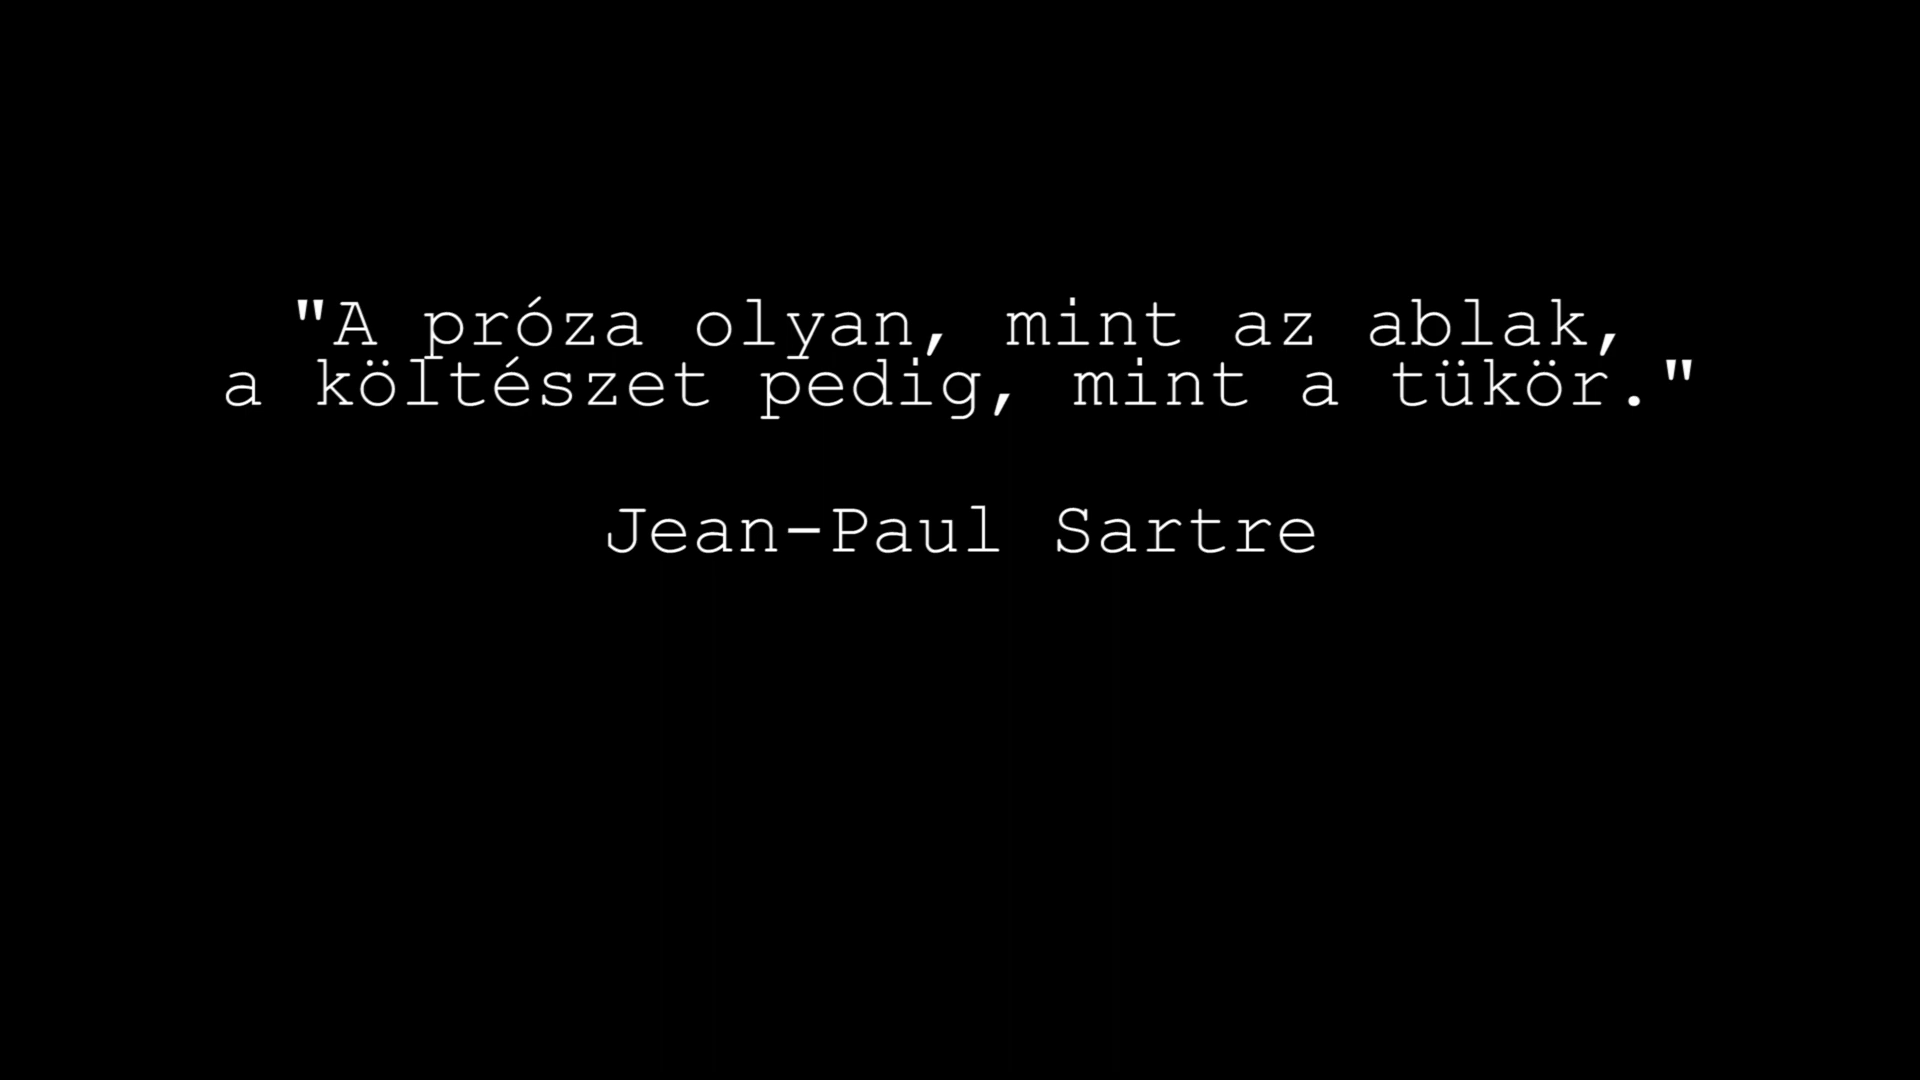 "A próza olyan, mint az ablak,
a költészet pedig, mint a tükör."
Jean-Paul Sartre